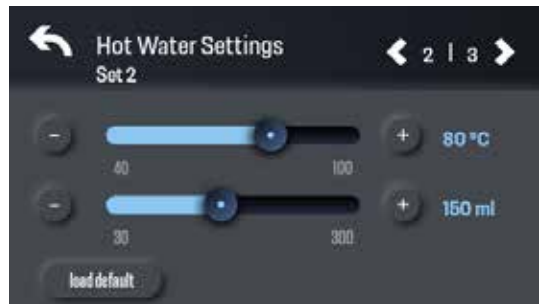 Hot Water Settings
2 | 3
Set 2
- + 80 °C
40 100
- + 150 ml
30 300
load default